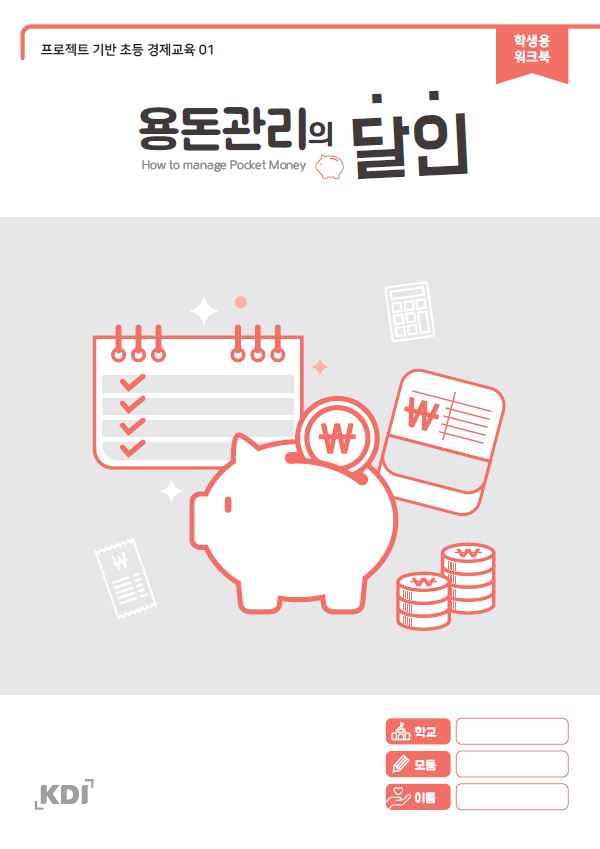 프로젝트 기반 초등 경제교육 01
학생용
워크북
용돈관리의 달인
How to manage Pocket Money
₩
₩
₩
₩
₩
학교
모둠
이름
KDI